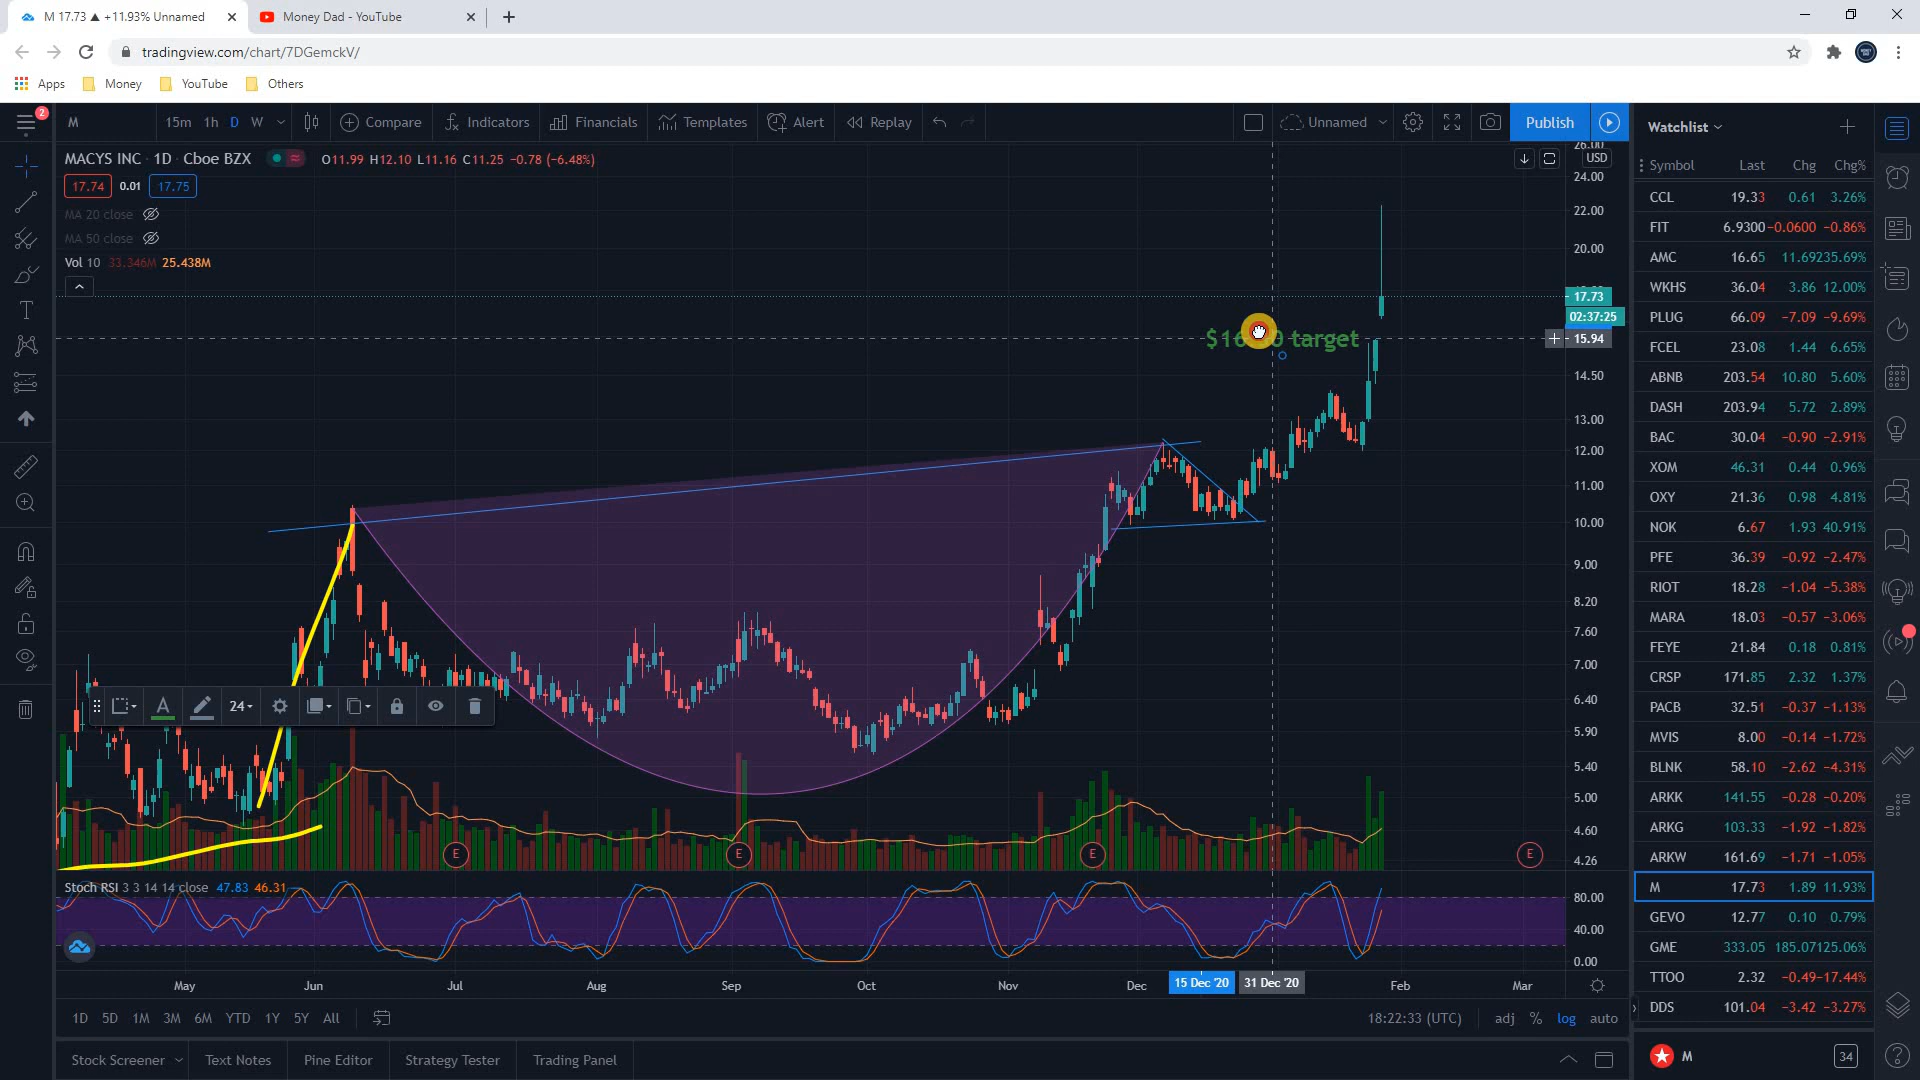 M 17.73 ▲ +11.93% Unnamed
Money Dad - YouTube
tradingview.com/chart/7DGemckV/
Apps Money YouTube Others
2
M 15m 1h D W Compare Indicators Financials Templates Alert Replay Unnamed Publish
MACYS INC · 1D · Cboe BZX O11.99 H12.10 L11.16 C11.25 −0.78 (−6.48%)
17.74 0.01 17.75
MA 20 close
MA 50 close
Vol 10 33.346M 25.438M
USD
26.00
24.00
22.00
20.00
17.73
02:37:25
15.94
14.50
13.00
12.00
11.00
10.00
9.00
8.20
7.60
7.00
6.40
5.90
5.40
5.00
4.60
4.26
target
24
E E E E
Stoch RSI 3 3 14 14 close 47.83 46.31
80.00
40.00
0.00
May Jun Jul Aug Sep Oct Nov Dec 15 Dec '20 31 Dec '20 Feb Mar
1D 5D 1M 3M 6M YTD 1Y 5Y All 18:22:33 (UTC) adj % log auto
Stock Screener Text Notes Pine Editor Strategy Tester Trading Panel
Watchlist
Symbol Last Chg Chg%
CCL 19.33 0.61 3.26%
FIT 6.9300 −0.0600 −0.86%
AMC 16.65 11.69 235.69%
WKHS 36.04 3.86 12.00%
PLUG 66.09 −7.09 −9.69%
FCEL 23.08 1.44 6.65%
ABNB 203.54 10.80 5.60%
DASH 203.94 5.72 2.89%
BAC 30.04 −0.90 −2.91%
XOM 46.31 0.44 0.96%
OXY 21.36 0.98 4.81%
NOK 6.67 1.93 40.91%
PFE 36.39 −0.92 −2.47%
RIOT 18.28 −1.04 −5.38%
MARA 18.03 −0.57 −3.06%
FEYE 21.84 0.18 0.81%
CRSP 171.85 2.32 1.37%
PACB 32.51 −0.37 −1.13%
MVIS 8.00 −0.14 −1.72%
BLNK 58.10 −2.62 −4.31%
ARKK 141.55 −0.28 −0.20%
ARKG 103.33 −1.92 −1.82%
ARKW 161.69 −1.71 −1.05%
M 17.73 1.89 11.93%
GEVO 12.77 0.10 0.79%
GME 333.05 185.07 125.06%
TTOO 2.32 −0.49 −17.44%
DDS 101.04 −3.42 −3.27%
M 34